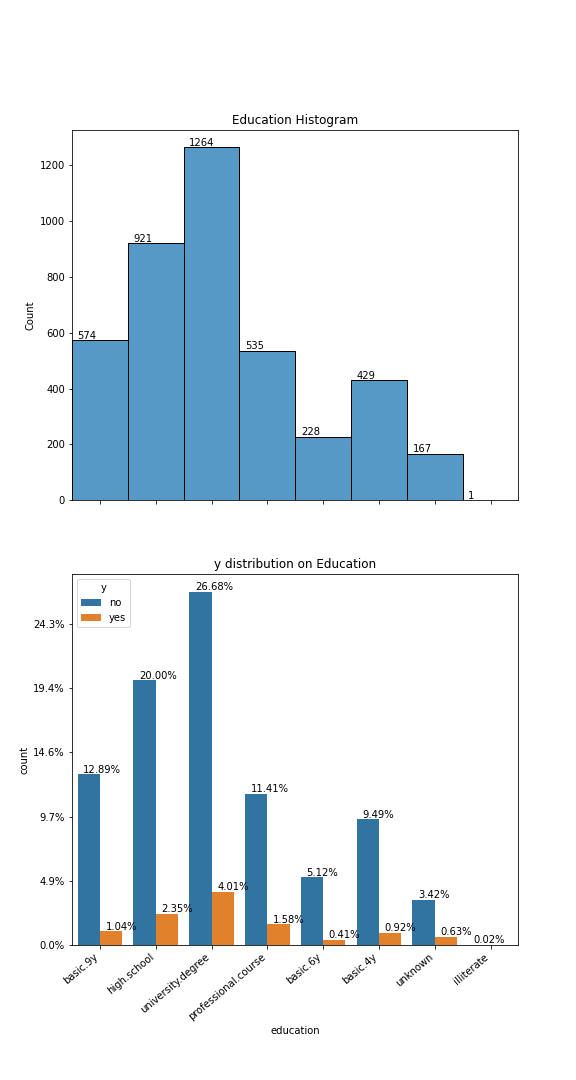 Education Histogram
1264
1200
1000
921
800
Count
600
574
535
429
400
228
200
167
1
0
y distribution on Education
y
no
yes
26.68%
24.3%
20.00%
19.4%
14.6%
count
12.89%
11.41%
9.7%
9.49%
5.12%
4.9%
4.01%
3.42%
2.35%
1.58%
1.04%
0.41%
0.92%
0.63%
0.02%
0.0%
basic.9y
high.school
university.degree
professional.course
basic.6y
basic.4y
unknown
illiterate
education